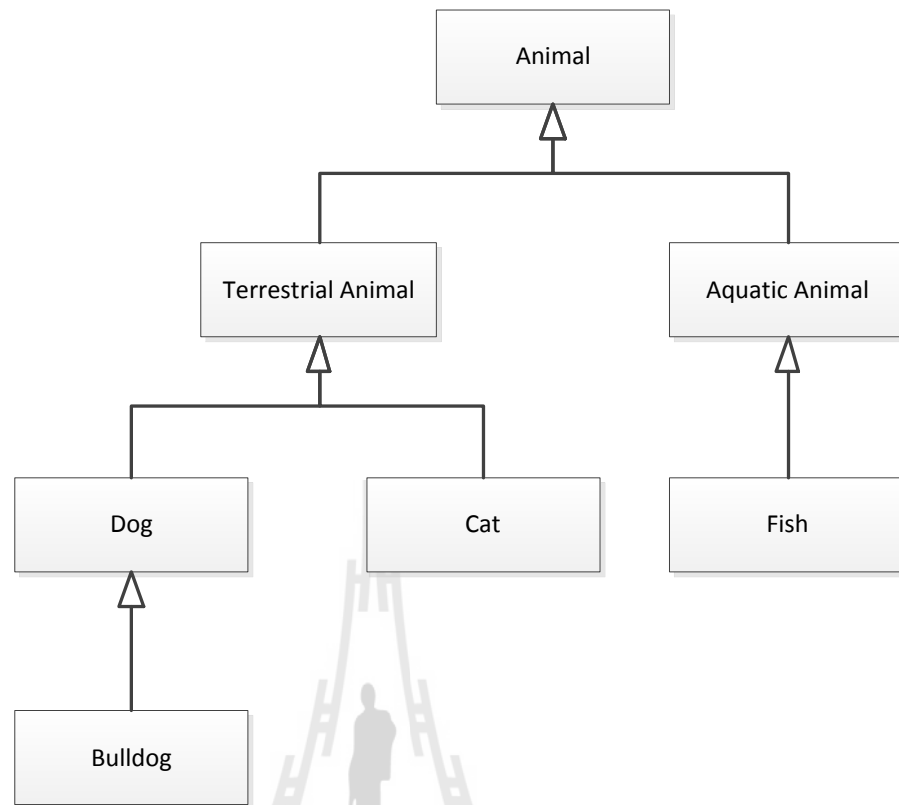 Animal
Terrestrial Animal
Aquatic Animal
Dog
Cat
Fish
Bulldog